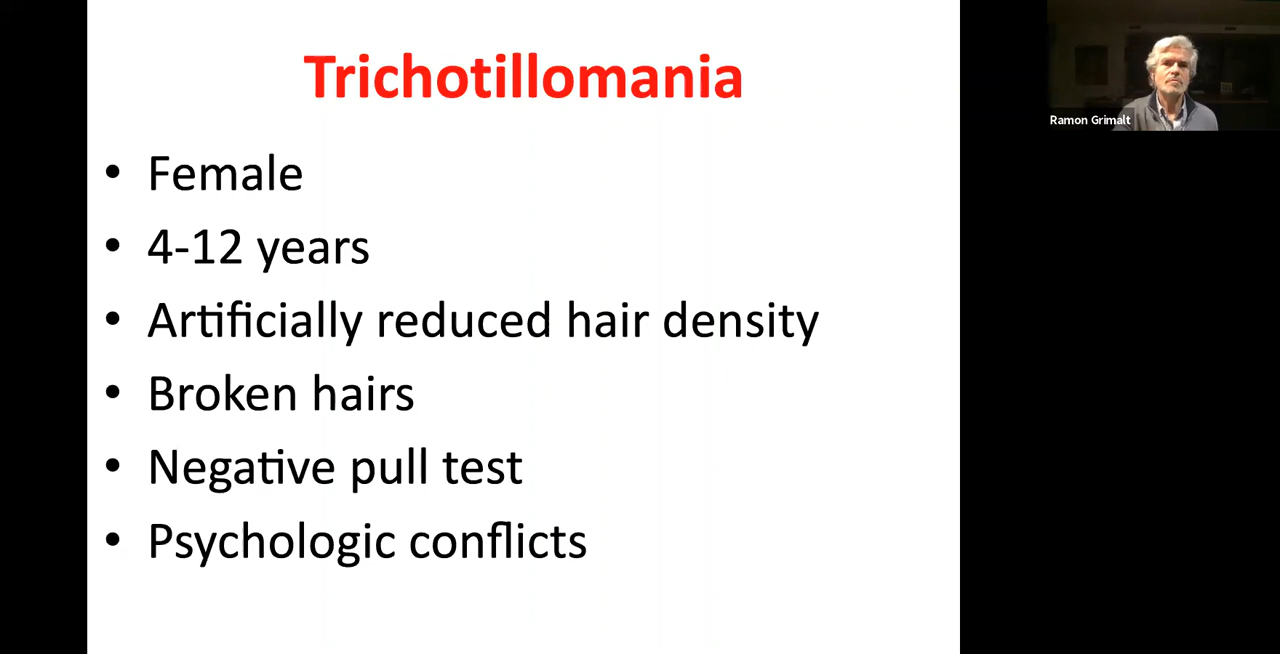 Trichotillomania
• Female
• 4-12 years
• Artificially reduced hair density
• Broken hairs
• Negative pull test
• Psychologic conflicts
Ramon Grimalt